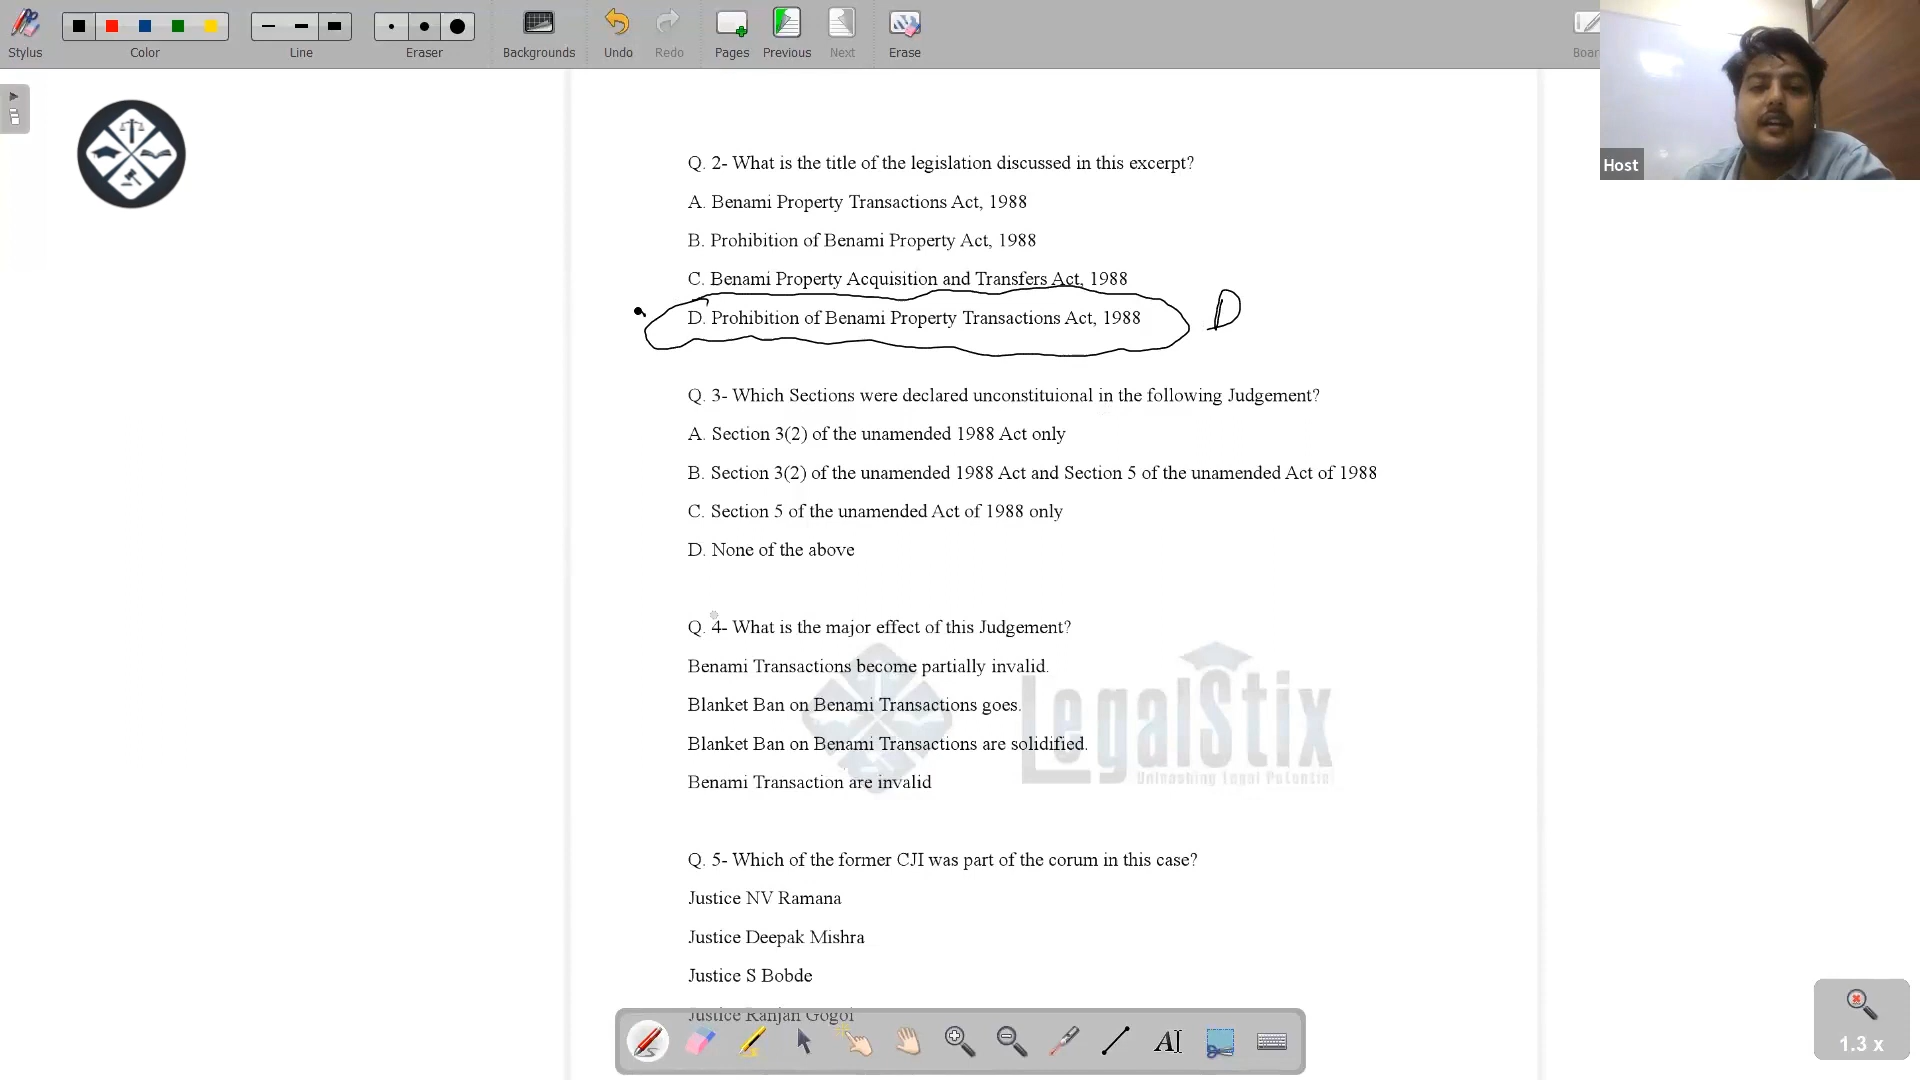 Stylus
Color
Line
Eraser
Backgrounds
Undo
Redo
Pages
Previous
Next
Erase
Host
Q. 2- What is the title of the legislation discussed in this excerpt?
A. Benami Property Transactions Act, 1988
B. Prohibition of Benami Property Act, 1988
C. Benami Property Acquisition and Transfers Act, 1988
D. Prohibition of Benami Property Transactions Act, 1988
D
Q. 3- Which Sections were declared unconstituional in the following Judgement?
A. Section 3(2) of the unamended 1988 Act only
B. Section 3(2) of the unamended 1988 Act and Section 5 of the unamended Act of 1988
C. Section 5 of the unamended Act of 1988 only
D. None of the above
Q. 4- What is the major effect of this Judgement?
Benami Transactions become partially invalid.
Blanket Ban on Benami Transactions goes.
Blanket Ban on Benami Transactions are solidified.
Benami Transaction are invalid
LegalStix
Unleashing Legal Potential
Q. 5- Which of the former CJI was part of the corum in this case?
Justice NV Ramana
Justice Deepak Mishra
Justice S Bobde
Justice Ranjan Gogoi
1.3 x